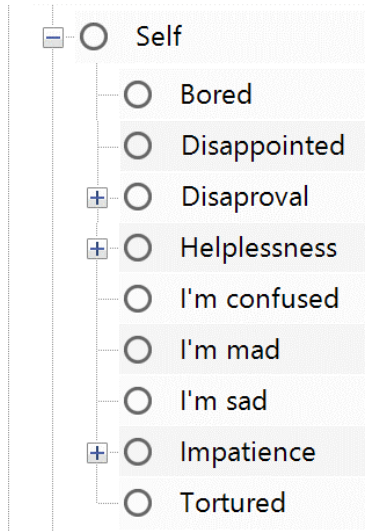 Self
Bored
Disappointed
Disaproval
Helplessness
I'm confused
I'm mad
I'm sad
Impatience
Tortured